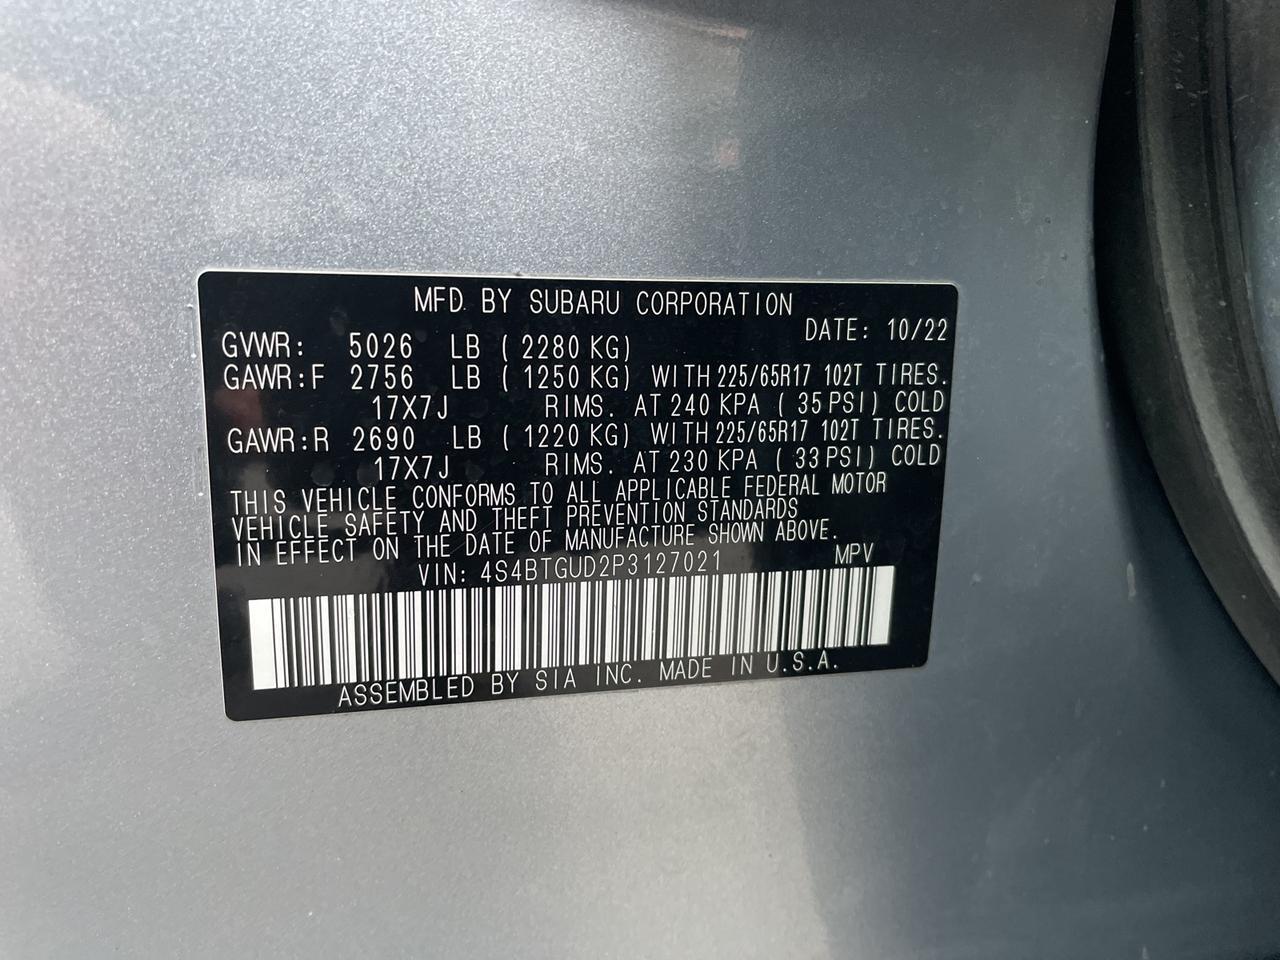 MFD. BY SUBARU CORPORATION
DATE: 10/22
GVWR: 5026 LB ( 2280 KG)
GAWR:F 2756 LB ( 1250 KG) WITH 225/65R17 102T TIRES.
17X7J RIMS. AT 240 KPA ( 35 PSI) COLD
GAWR:R 2690 LB ( 1220 KG) WITH 225/65R17 102T TIRES.
17X7J RIMS. AT 230 KPA ( 33 PSI) COLD
THIS VEHICLE CONFORMS TO ALL APPLICABLE FEDERAL MOTOR
VEHICLE SAFETY AND THEFT PREVENTION STANDARDS
IN EFFECT ON THE DATE OF MANUFACTURE SHOWN ABOVE.
VIN: 4S4BTGUD2P3127021 MPV
ASSEMBLED BY SIA INC. MADE IN U.S.A.